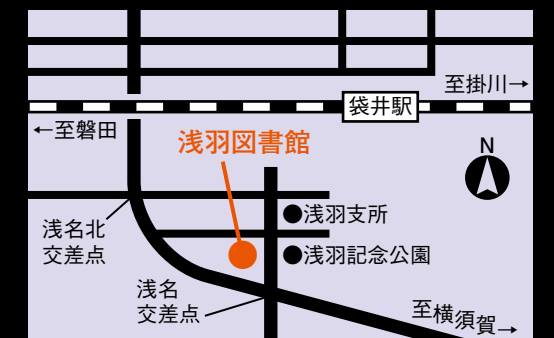 至掛川→
袋井駅
←至磐田
浅羽図書館
N
●浅羽支所
浅名北
交差点
●浅羽記念公園
浅名
交差点
至横須賀→